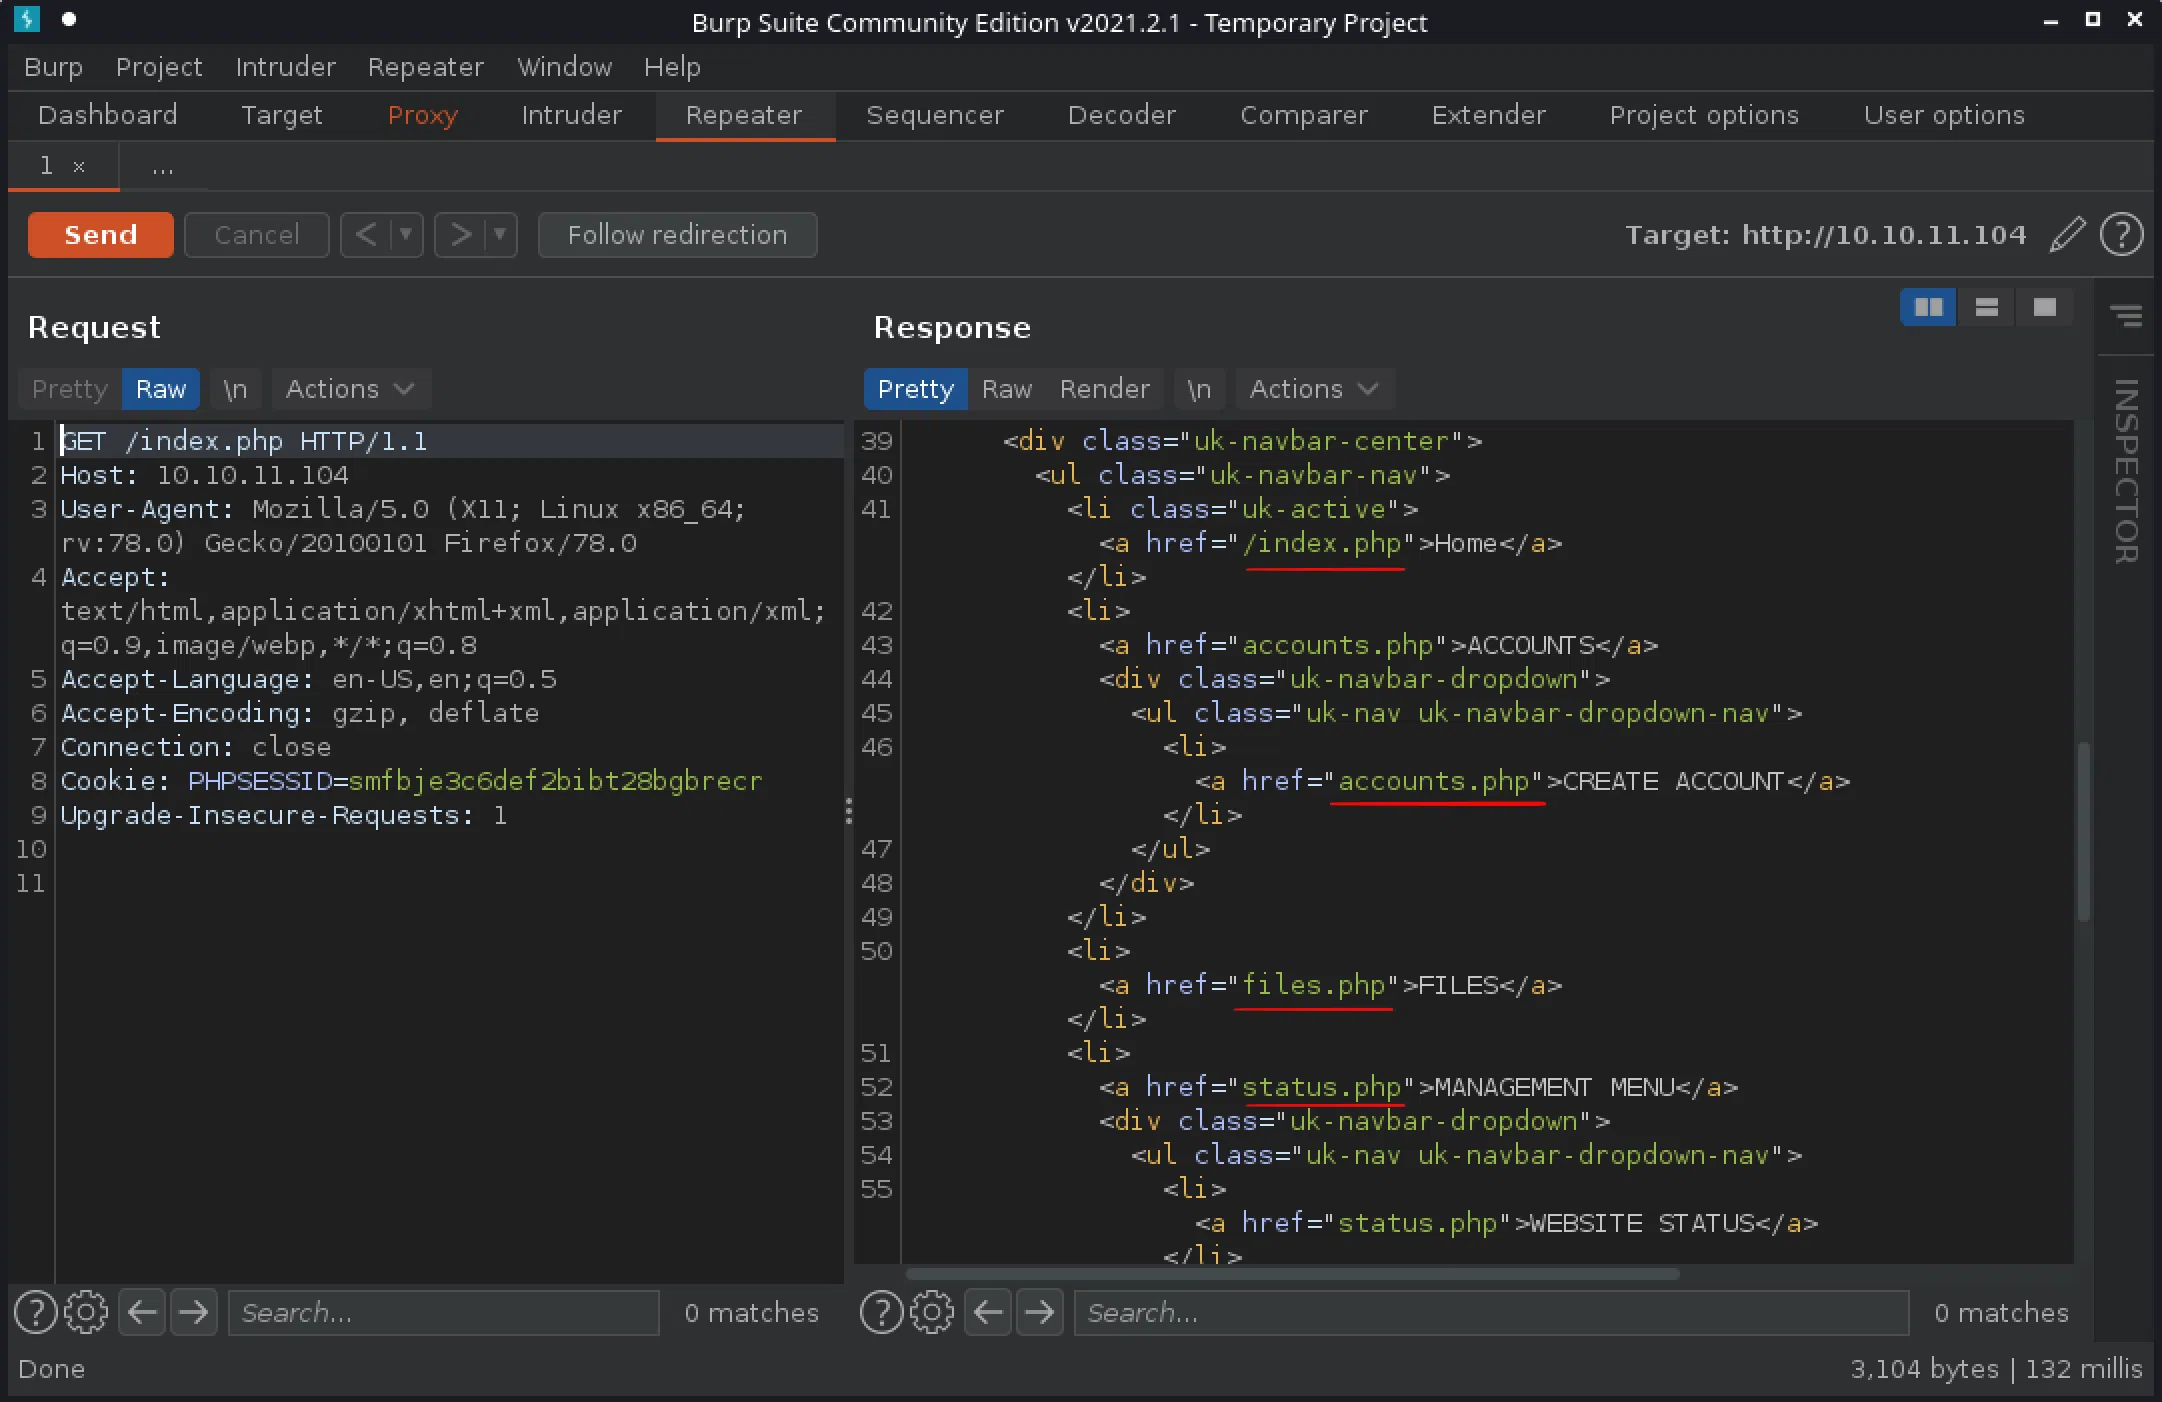 Burp Suite Community Edition v2021.2.1 - Temporary Project
Burp Project Intruder Repeater Window Help
Dashboard Target Proxy Intruder Repeater Sequencer Decoder Comparer Extender Project options User options
1 × ...
Send Cancel < > Follow redirection Target: http://10.10.11.104 ?
Request
Pretty Raw \n Actions
1 GET /index.php HTTP/1.1
2 Host: 10.10.11.104
3 User-Agent: Mozilla/5.0 (X11; Linux x86_64;
rv:78.0) Gecko/20100101 Firefox/78.0
4 Accept:
text/html,application/xhtml+xml,application/xml;
q=0.9,image/webp,*/*;q=0.8
5 Accept-Language: en-US,en;q=0.5
6 Accept-Encoding: gzip, deflate
7 Connection: close
8 Cookie: PHPSESSID=smfbje3c6def2bibt28bgbrecr
9 Upgrade-Insecure-Requests: 1
10
11
? Search... 0 matches
Response
Pretty Raw Render \n Actions
39 <div class="uk-navbar-center">
40 <ul class="uk-navbar-nav">
41 <li class="uk-active">
<a href="/index.php">Home</a>
</li>
42 <li>
43 <a href="accounts.php">ACCOUNTS</a>
44 <div class="uk-navbar-dropdown">
45 <ul class="uk-nav uk-navbar-dropdown-nav">
46 <li>
<a href="accounts.php">CREATE ACCOUNT</a>
</li>
47 </ul>
48 </div>
49 </li>
50 <li>
<a href="files.php">FILES</a>
</li>
51 <li>
52 <a href="status.php">MANAGEMENT MENU</a>
53 <div class="uk-navbar-dropdown">
54 <ul class="uk-nav uk-navbar-dropdown-nav">
55 <li>
<a href="status.php">WEBSITE STATUS</a>
</li>
? Search... 0 matches
INSPECTOR
Done
3,104 bytes | 132 millis